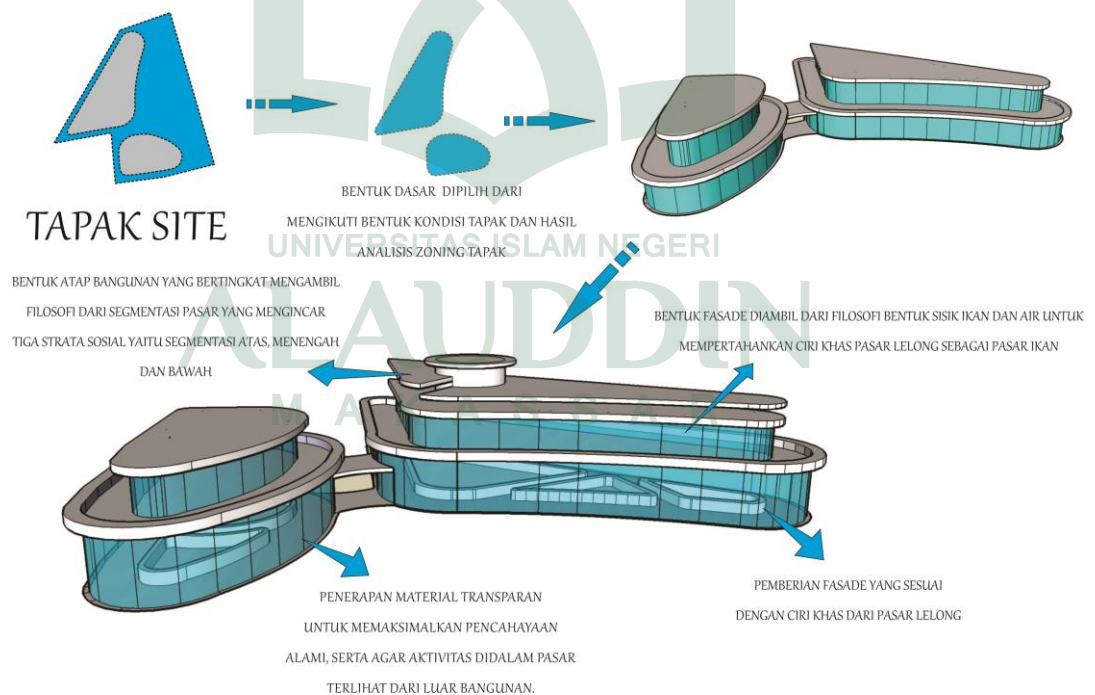 TAPAK SITE
BENTUK DASAR DIPILIH DARI
MENGIKUTI BENTUK KONDISI TAPAK DAN HASIL
ANALISIS ZONING TAPAK
UNIVERSITAS ISLAM NEGERI
ALAUDDIN
MAKASSAR
BENTUK ATAP BANGUNAN YANG BERTINGKAT MENGAMBIL
FILOSOFI DARI SEGMENTASI PASAR YANG MENGINCAR
TIGA STRATA SOSIAL YAITU SEGMENTASI ATAS, MENENGAH
DAN BAWAH
BENTUK FASADE DIAMBIL DARI FILOSOFI BENTUK SISIK IKAN DAN AIR UNTUK
MEMPERTAHANKAN CIRI KHAS PASAR LELONG SEBAGAI PASAR IKAN
PENERAPAN MATERIAL TRANSPARAN
UNTUK MEMAKSIMALKAN PENCAHAYAAN
ALAMI, SERTA AGAR AKTIVITAS DIDALAM PASAR
TERLIHAT DARI LUAR BANGUNAN.
PEMBERIAN FASADE YANG SESUAI
DENGAN CIRI KHAS DARI PASAR LELONG